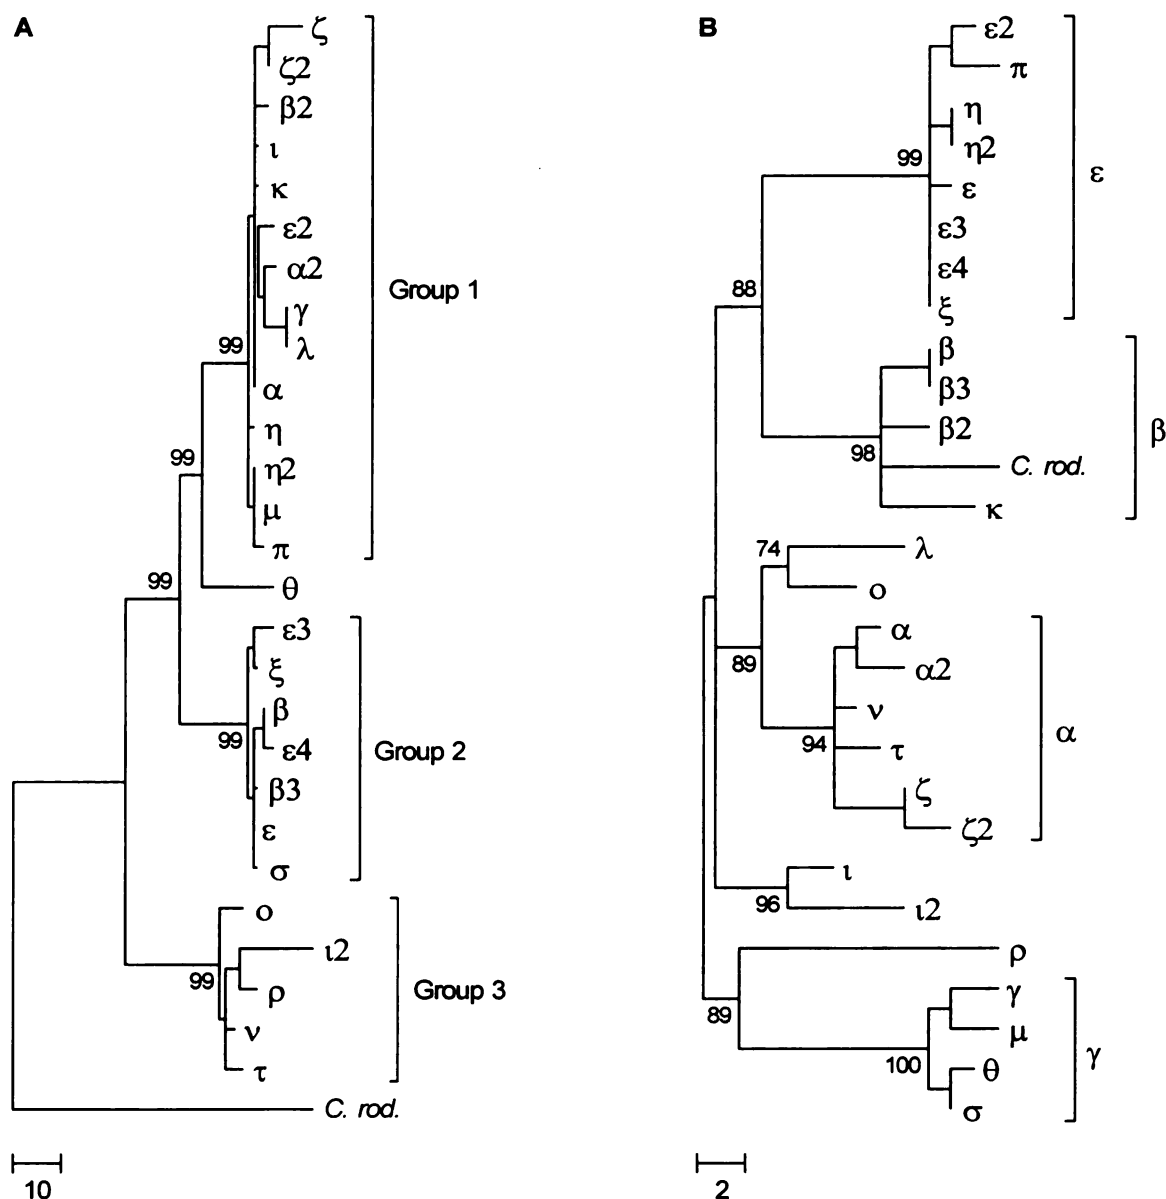 A
ζ
ζ2
β2
ι
κ
ε2
α2
γ
λ
α
η
η2
μ
π
θ
ε3
ξ
β
ε4
β3
ε
σ
ο
ι2
ρ
ν
τ
C. rod.
99
99
99
99
99
Group 1
Group 2
Group 3
10
B
ε2
π
η
η2
ε
ε3
ε4
ξ
β
β3
β2
C. rod.
κ
λ
ο
α
α2
ν
τ
ζ
ζ2
ι
ι2
ρ
γ
μ
θ
σ
99
88
98
74
89
94
96
89
100
ε
β
α
γ
2